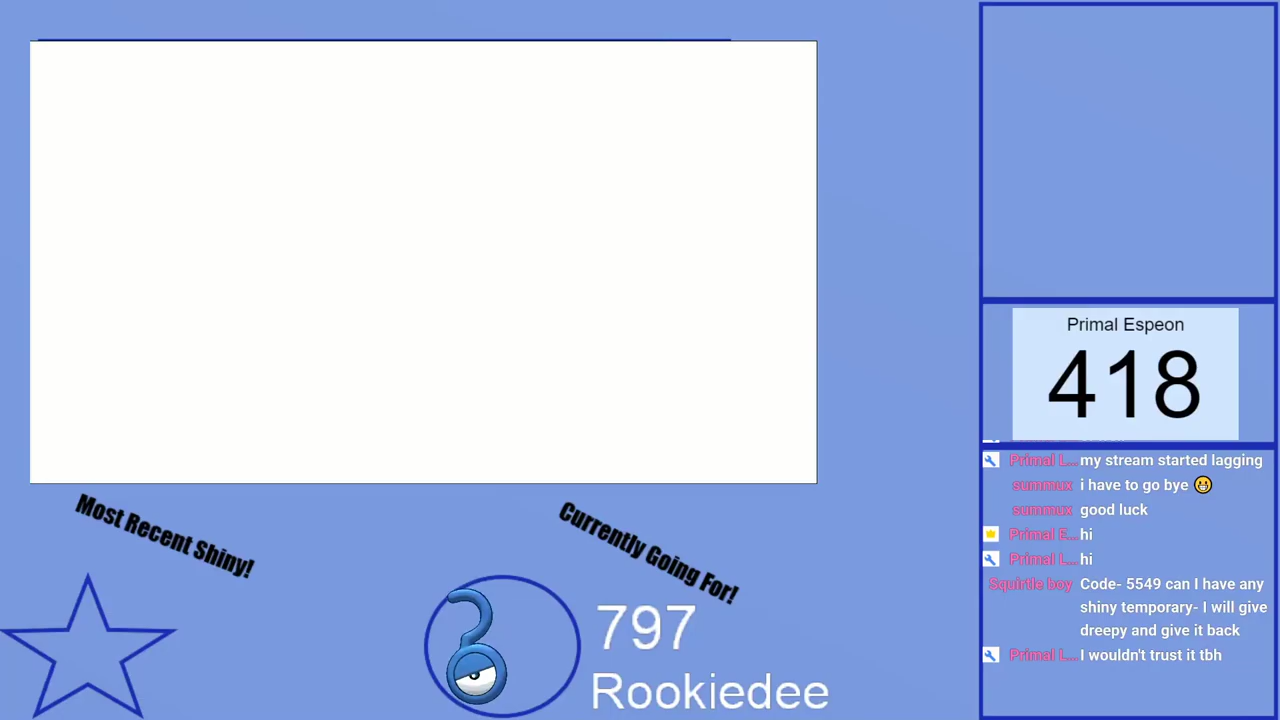 Primal Espeon
418
Primal L... my stream started lagging
summux i have to go bye
summux good luck
Primal E... hi
Primal L... hi
Squirtle boy Code- 5549 can I have any
shiny temporary- I will give
dreepy and give it back
Primal L... I wouldn't trust it tbh
Most Recent Shiny!
Currently Going For!
797
Rookiedee